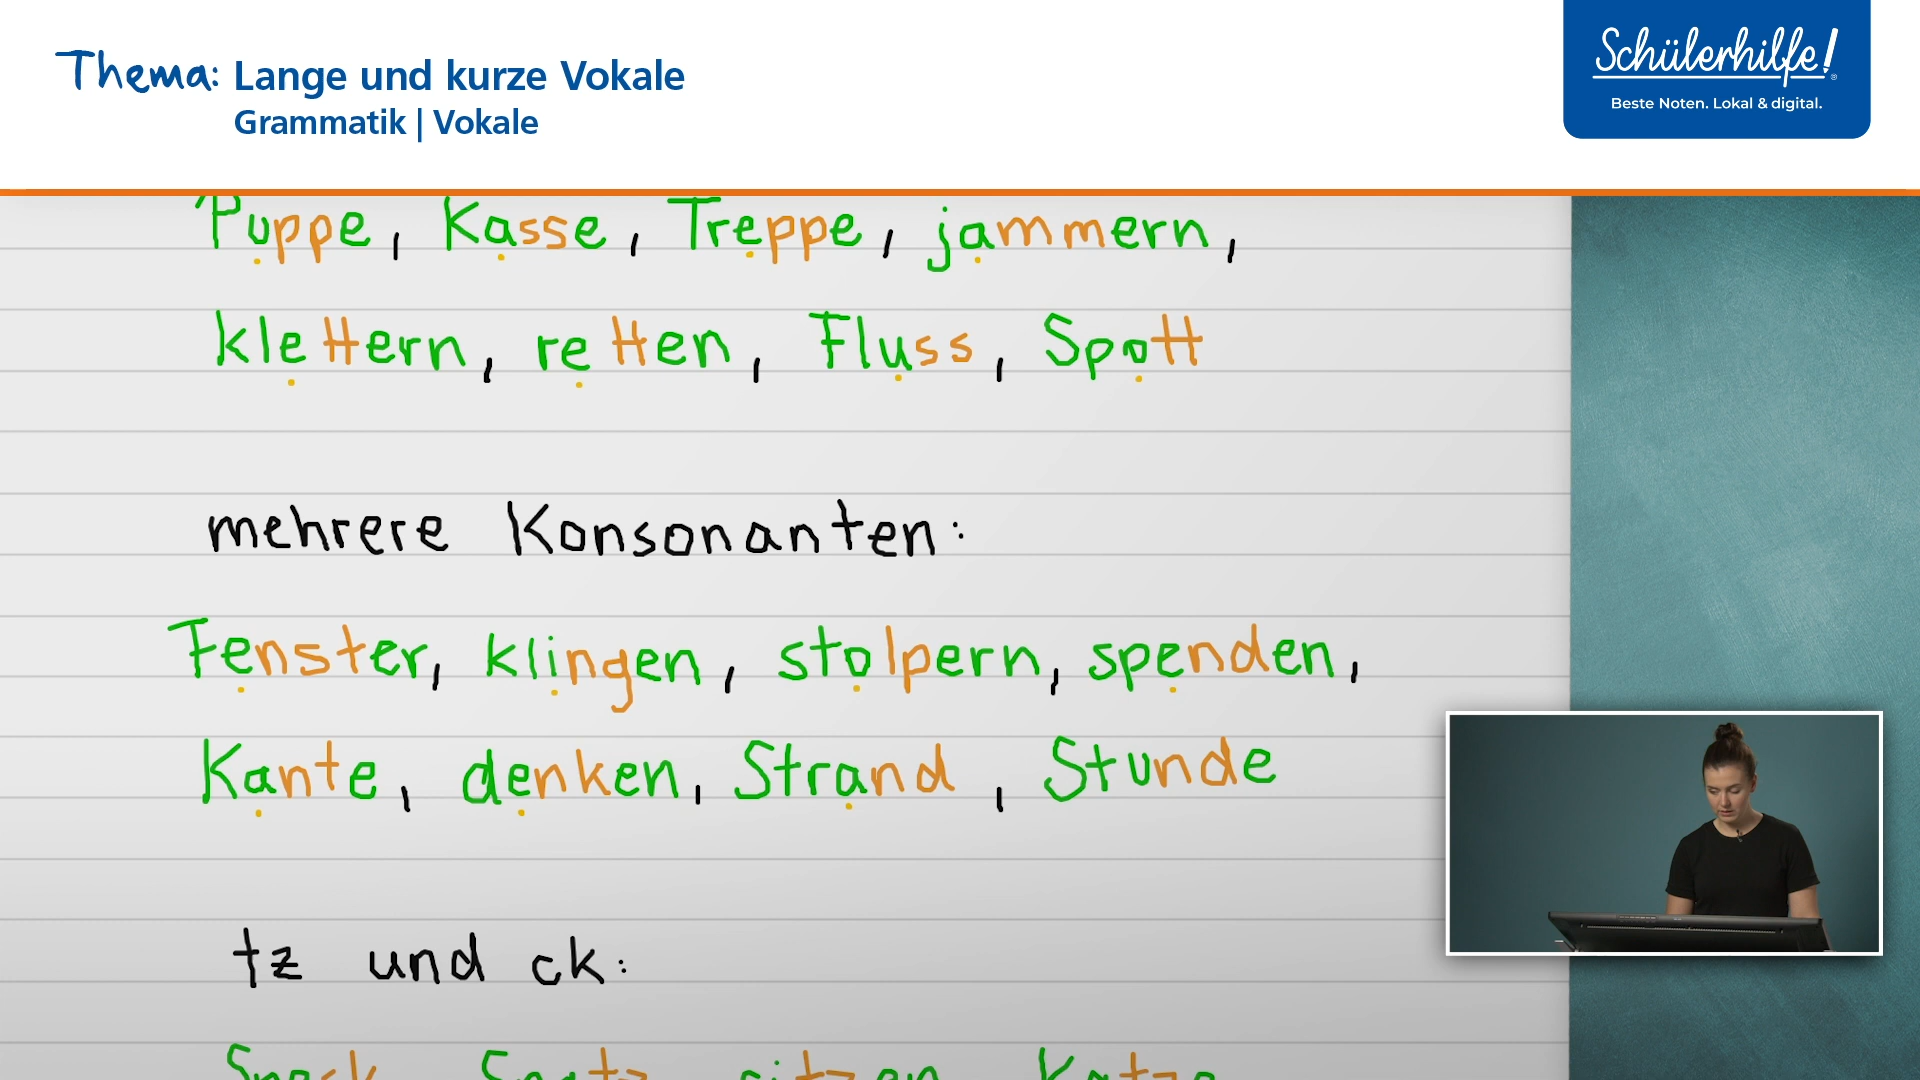 Thema: Lange und kurze Vokale
Grammatik | Vokale
Schülerhilfe!
Beste Noten. Lokal & digital.
Puppe, Kasse, Treppe, jammern,
klettern, retten, Fluss, Spott
mehrere Konsonanten:
Fenster, klingen, stolpern, spenden,
Kante, denken, Strand, Stunde
tz und ck: